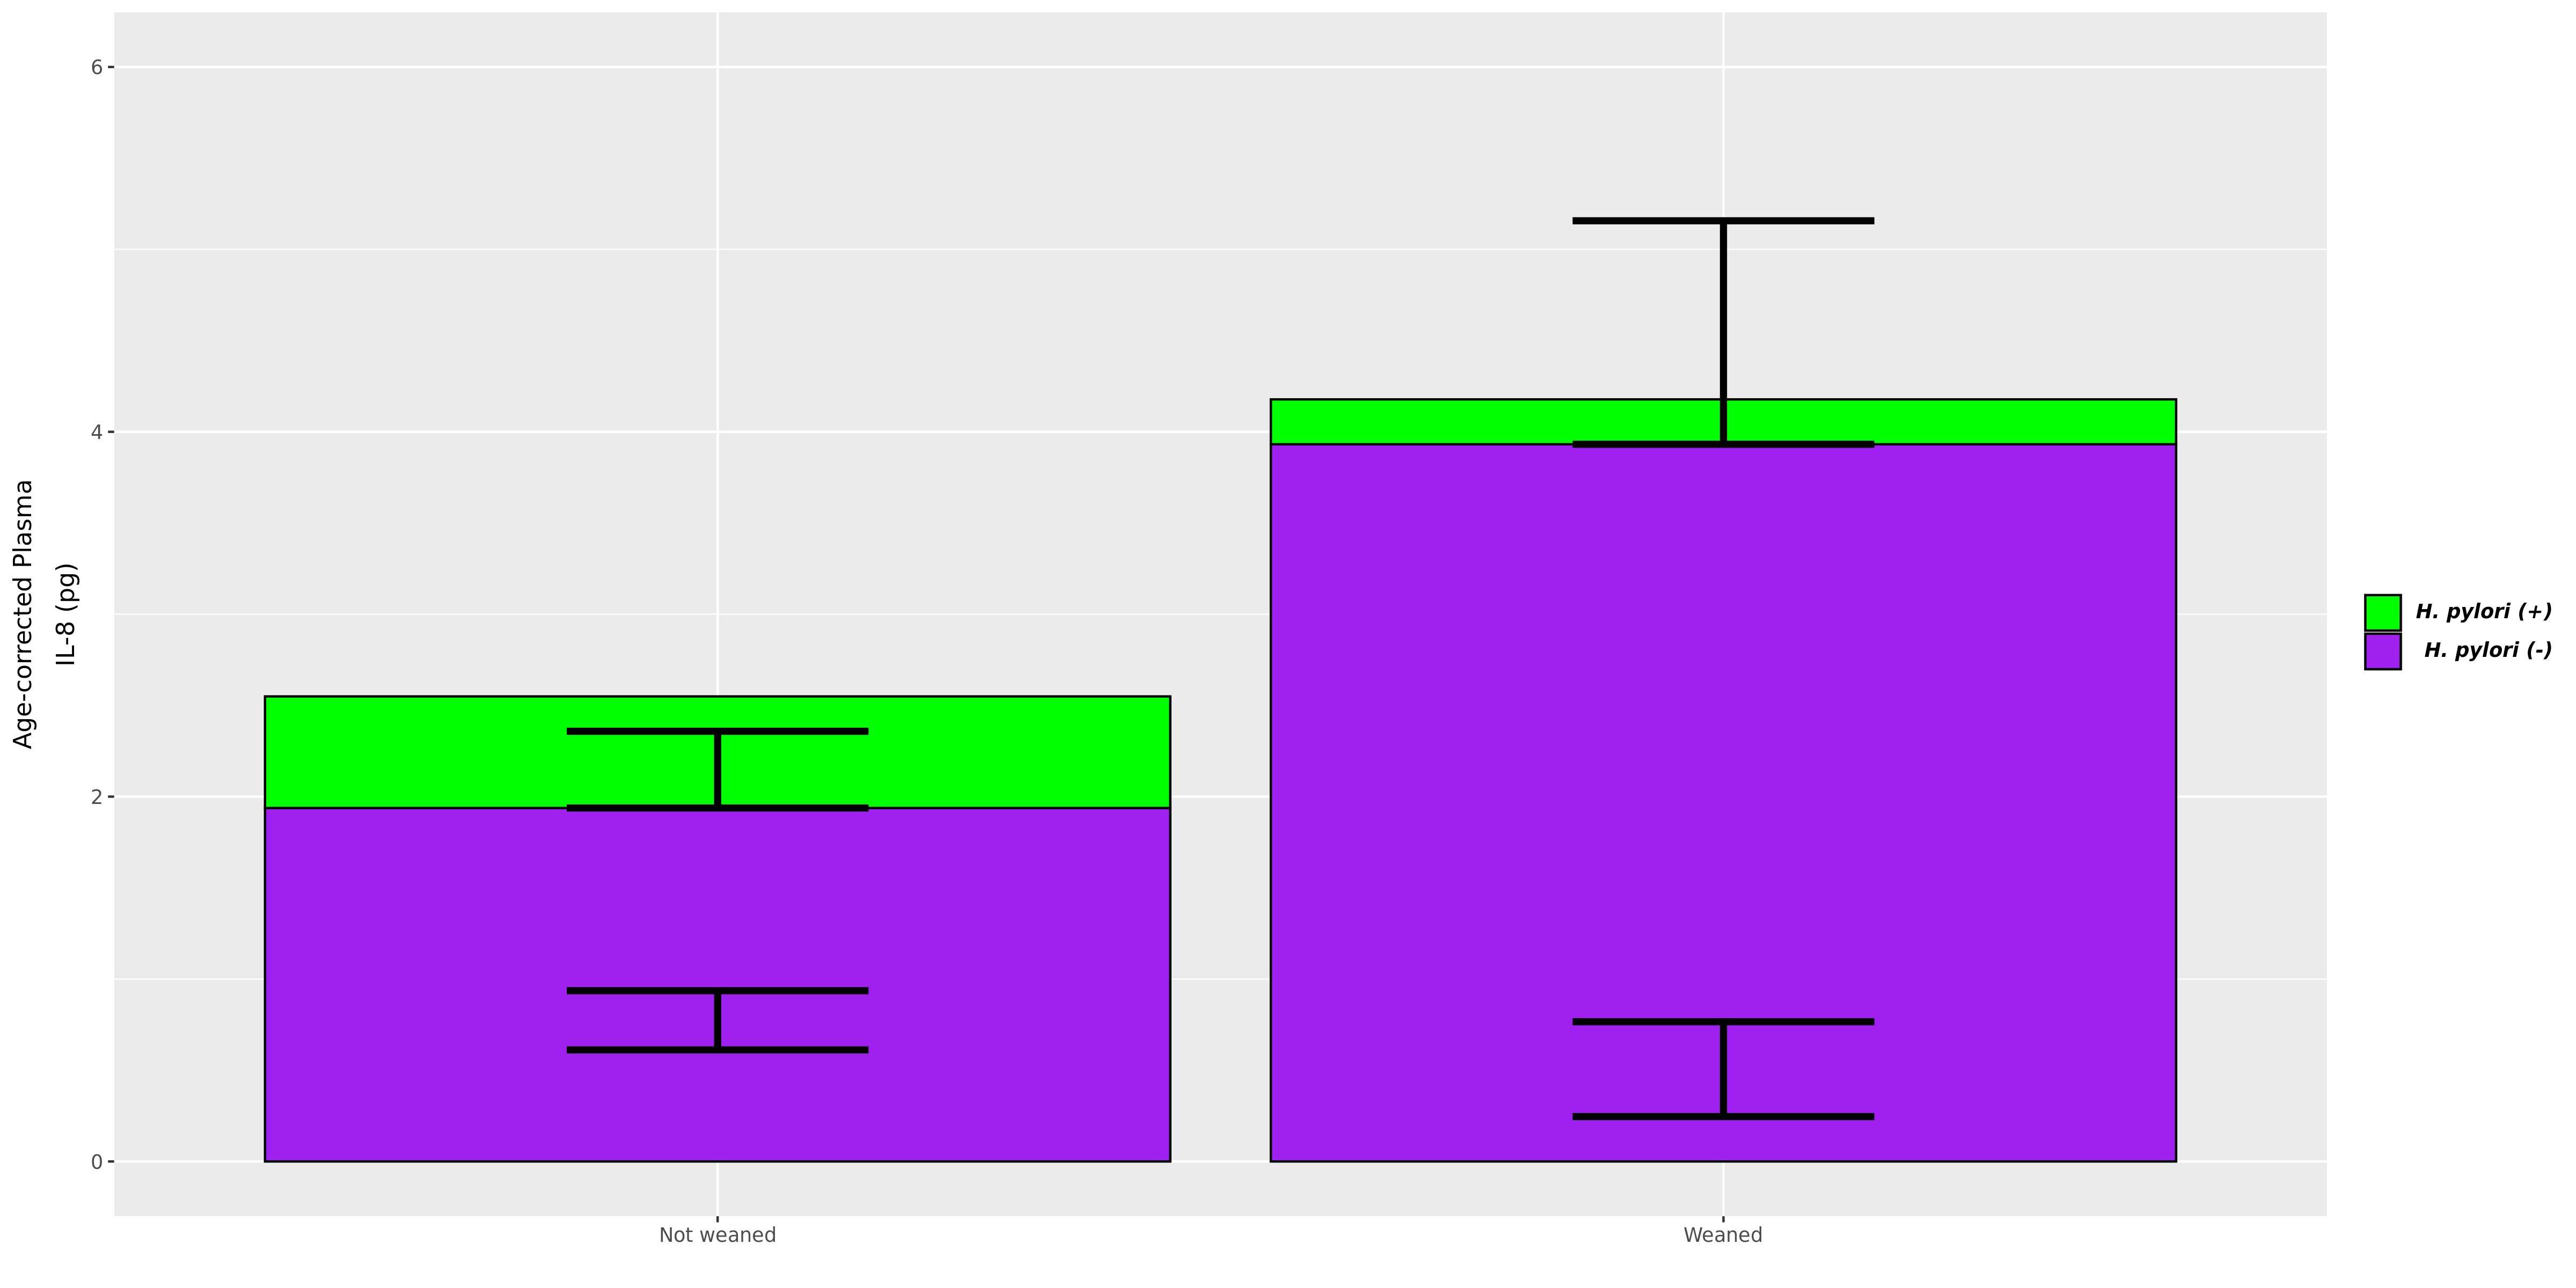 Age-corrected Plasma
IL-8 (pg)
6
4
2
0
Not weaned
Weaned
H. pylori (+)
H. pylori (-)